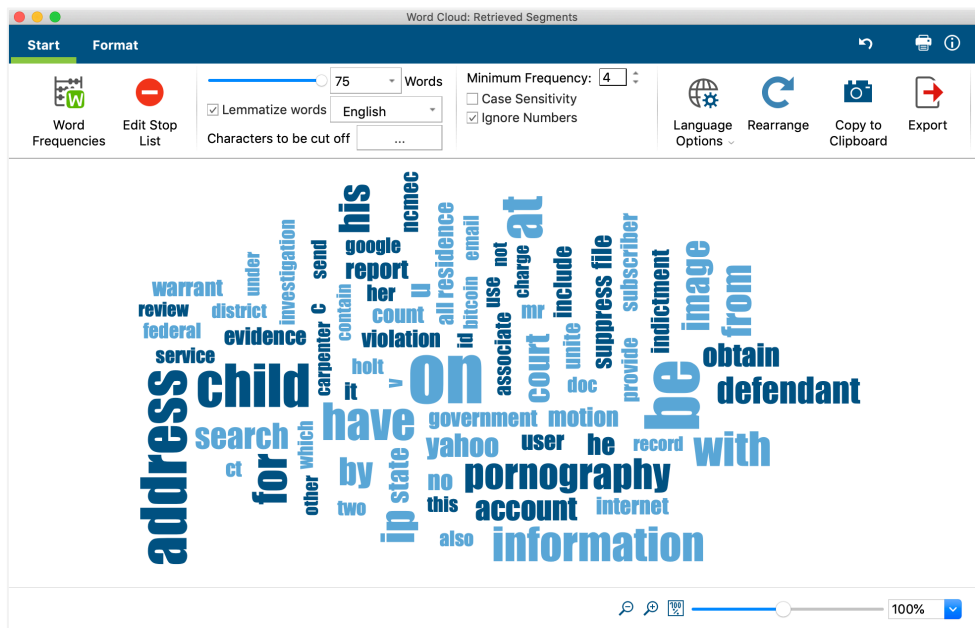 Word Cloud: Retrieved Segments
Start Format
75 Words
Minimum Frequency: 4
Case Sensitivity
Lemmatize words English
Ignore Numbers
Characters to be cut off ...
Word Frequencies
Edit Stop List
Language Options
Rearrange
Copy to Clipboard
Export
W
his
ncmec
at
all residence
email
subscriber
investigation
send
google
not
charge
include
suppress file
image
under
report
use
indictment
from
warrant
contain
her
u
bitcoin
mr
review
district
c
count
federal
evidence
violation
id
associate
court
unite
provide
service
carpenter
holt
v
on
doc
be
obtain
address
child
it
defendant
have
government
motion
search
which
yahoo
user
he
record
with
ct
for
by
ip state
no
pornography
other
two
this
account
internet
also
information
100
%
100%